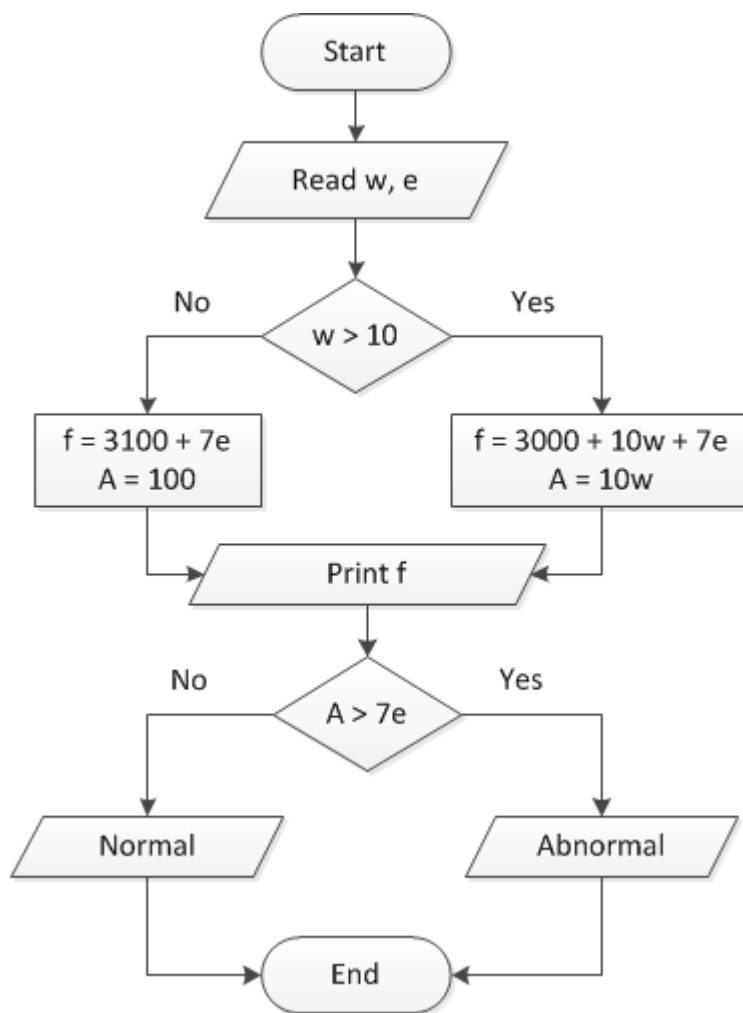 Start
Read w, e
No
Yes
w > 10
f = 3100 + 7e
A = 100
f = 3000 + 10w + 7e
A = 10w
Print f
No
Yes
A > 7e
Normal
Abnormal
End